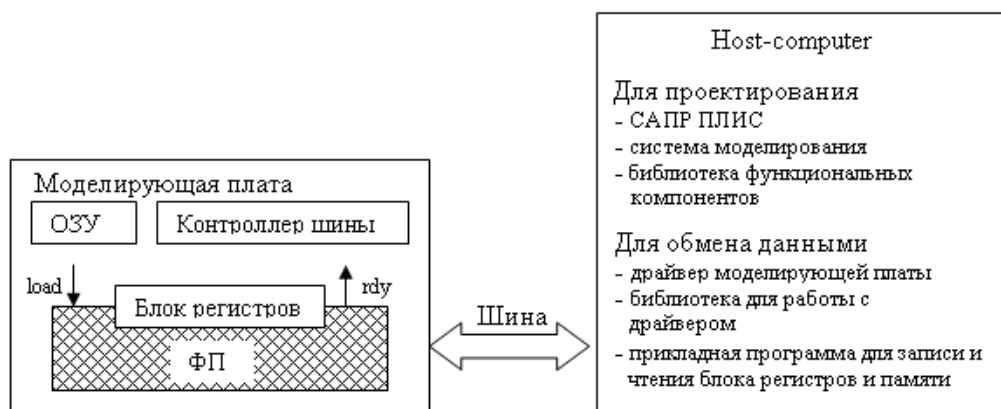 Моделирующая плата
ОЗУ
Контроллер шины
load
rdy
Блок регистров
ФП
Шина
Host-computer
Для проектирования
- САПР ПЛИС
- система моделирования
- библиотека функциональных
компонентов
Для обмена данными
- драйвер моделирующей платы
- библиотека для работы с
драйвером
- прикладная программа для записи и
чтения блока регистров и памяти